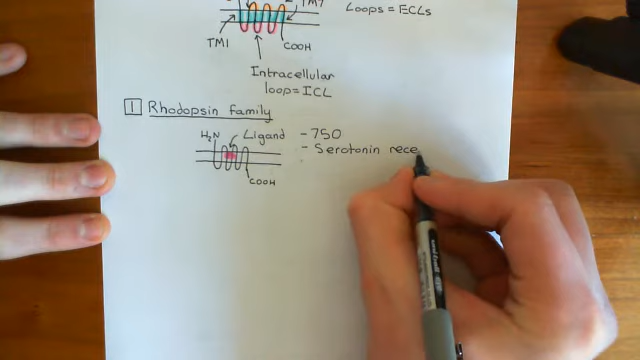 TM7
Loops = ECLs
TM1
COOH
Intracellular
loop = ICL
1 Rhodopsin family
H2N
Ligand
- 750
- Serotonin rece
COOH